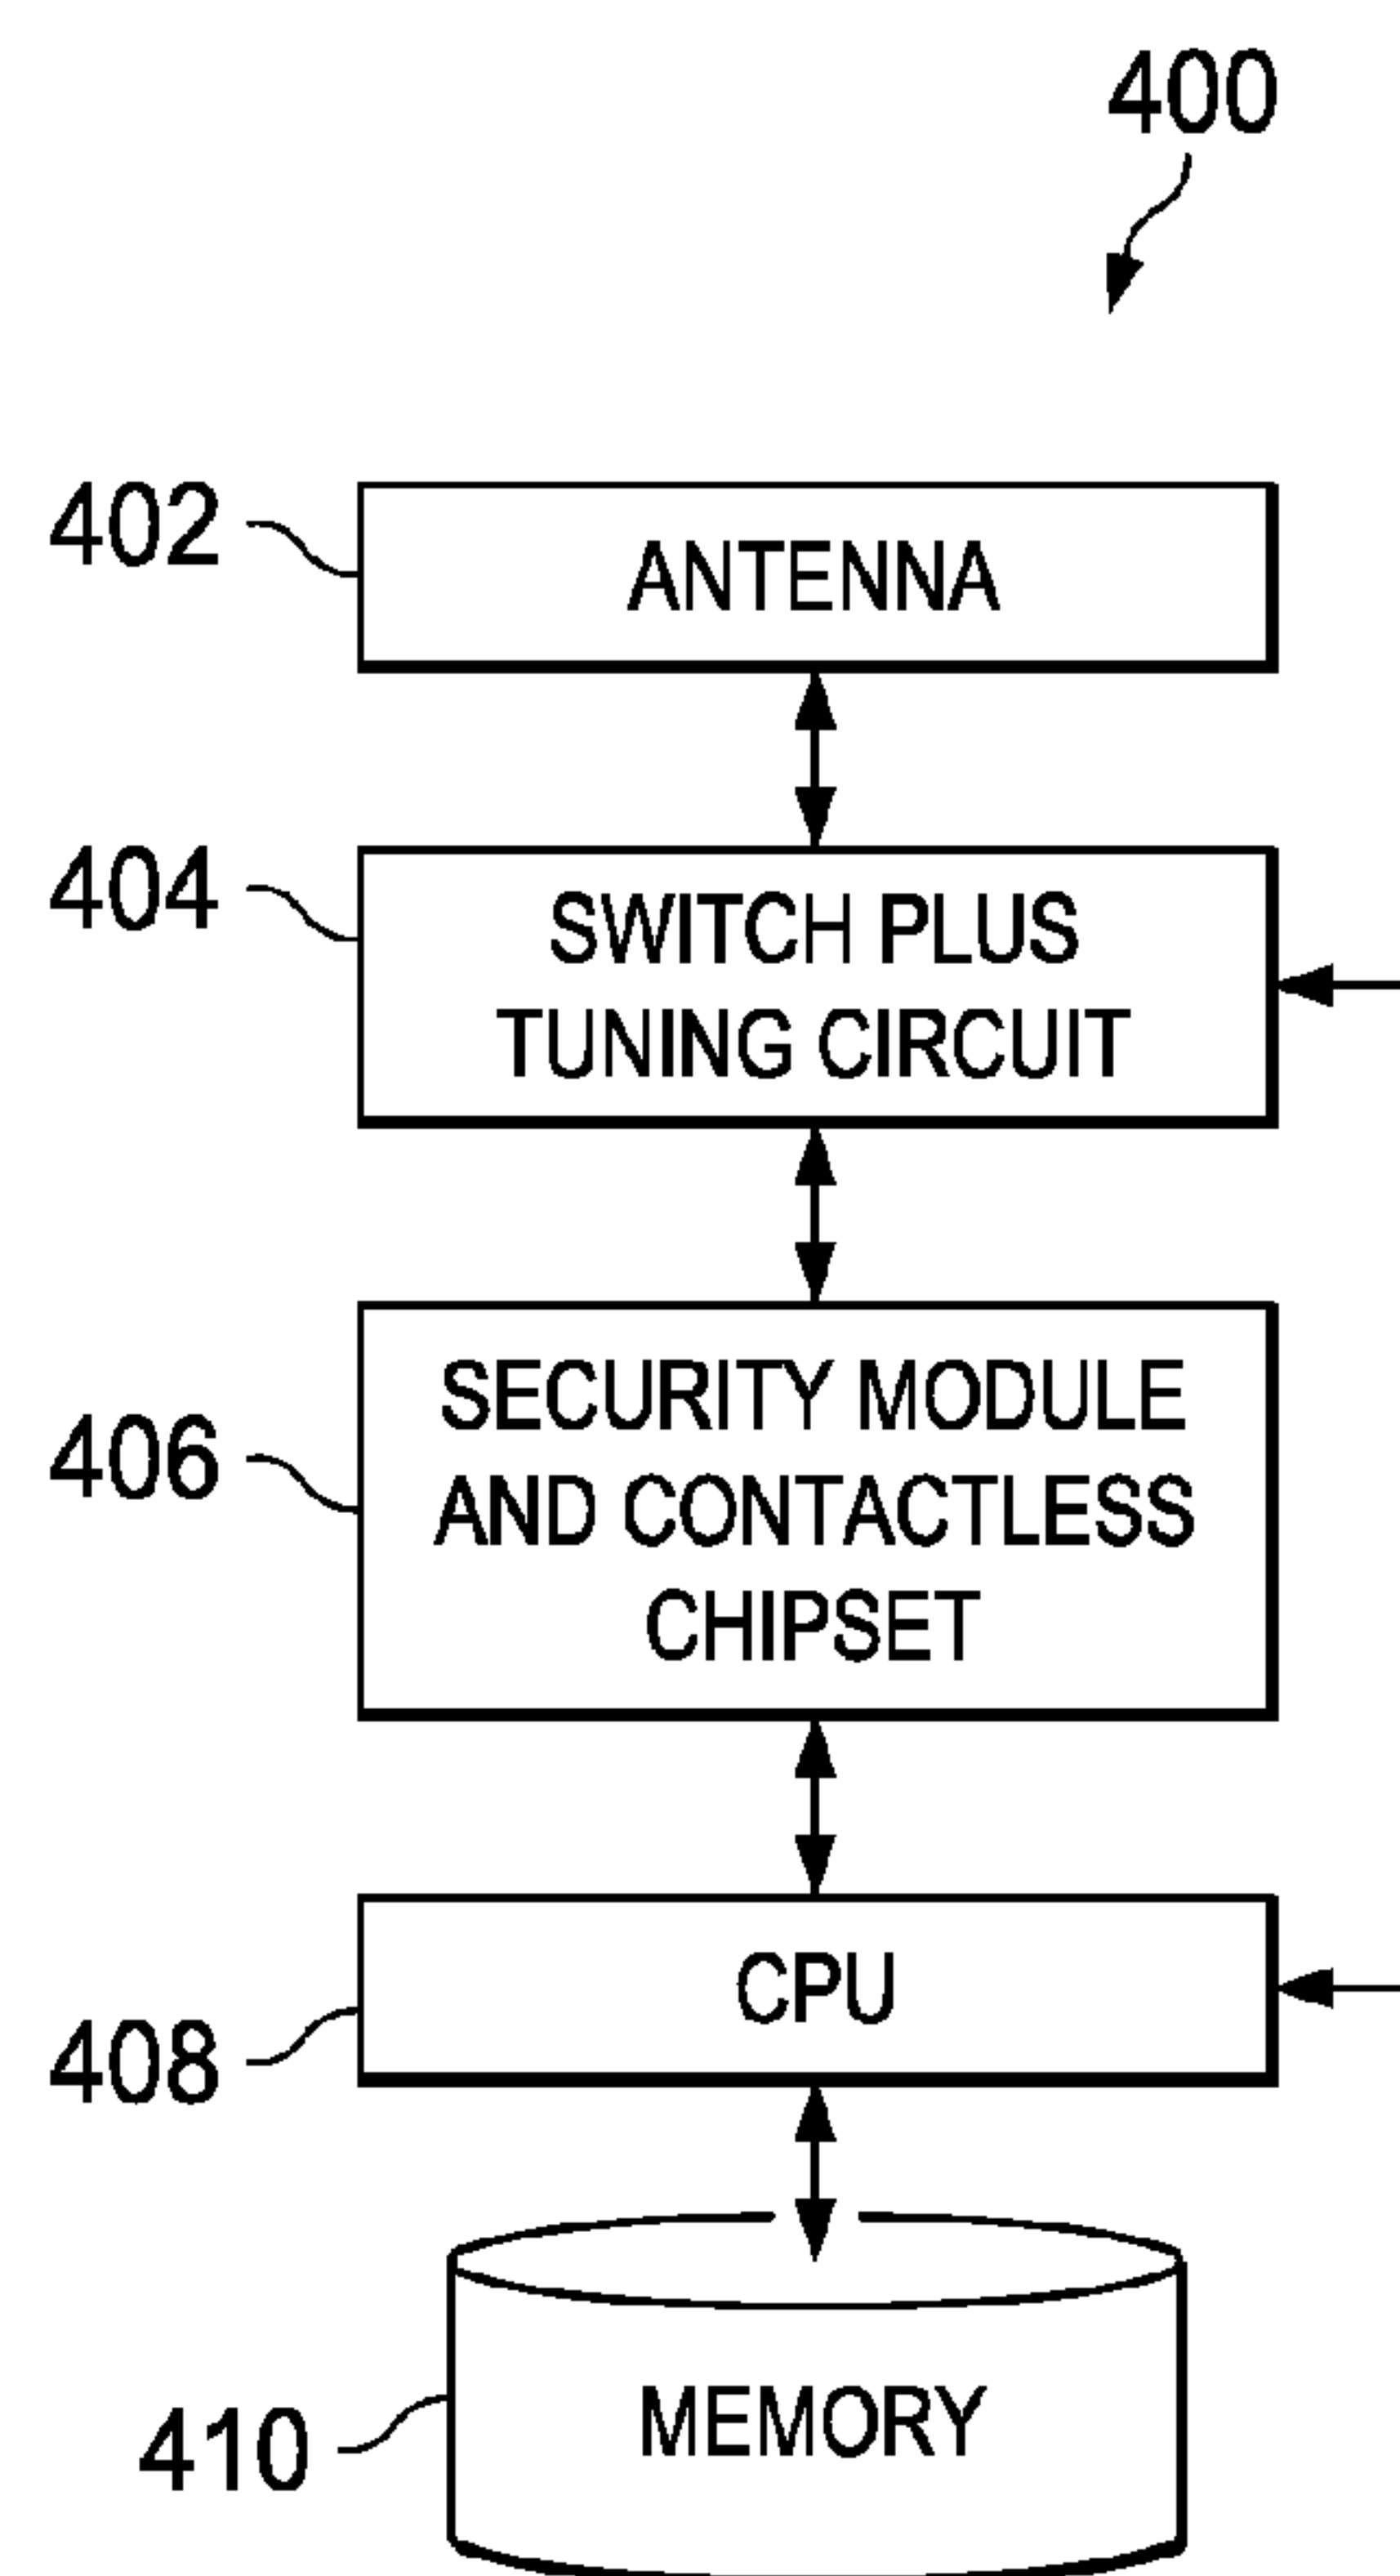 400
402
ANTENNA
404
SWITCH PLUS
TUNING CIRCUIT
406
SECURITY MODULE
AND CONTACTLESS
CHIPSET
408
CPU
410
MEMORY